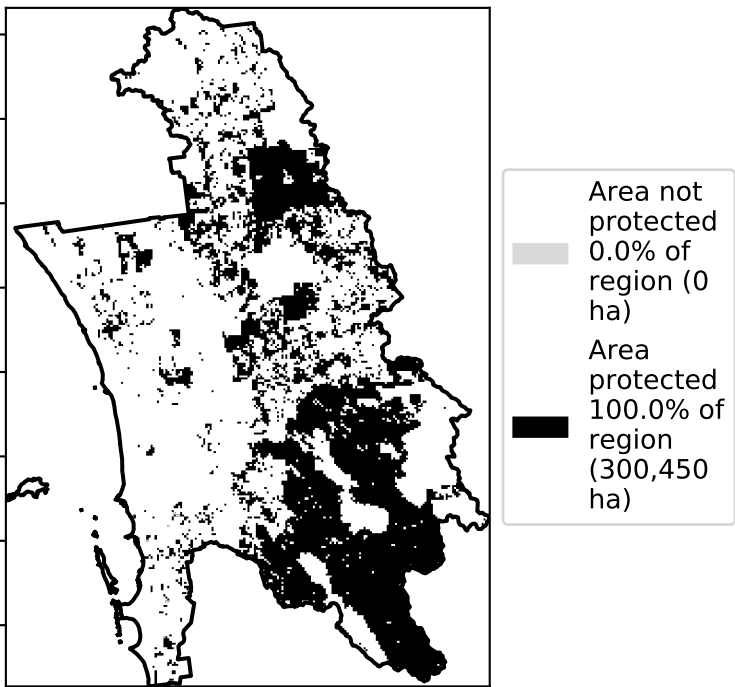 Area not
protected
0.0% of
region (0
ha)
Area
protected
100.0% of
region
(300,450
ha)